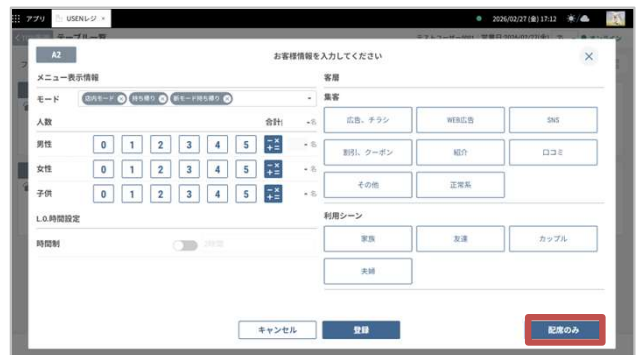 アプリ USENレジ
2026/02/27(金) 17:12
テーブル一覧
A2 お客様情報を入力してください
メニュー表示情報
モード 店内モード 持ち帰り 新モード持ち帰り
人数 合計: -名
男性 0 1 2 3 4 5 - 名
女性 0 1 2 3 4 5 - 名
子供 0 1 2 3 4 5 - 名
L.O.時間設定
時間制
客層
集客
広告、チラシ WEB広告 SNS
割引、クーポン 紹介 口コミ
その他 正常系
利用シーン
家族 友達 カップル
夫婦
キャンセル 登録 配席のみ